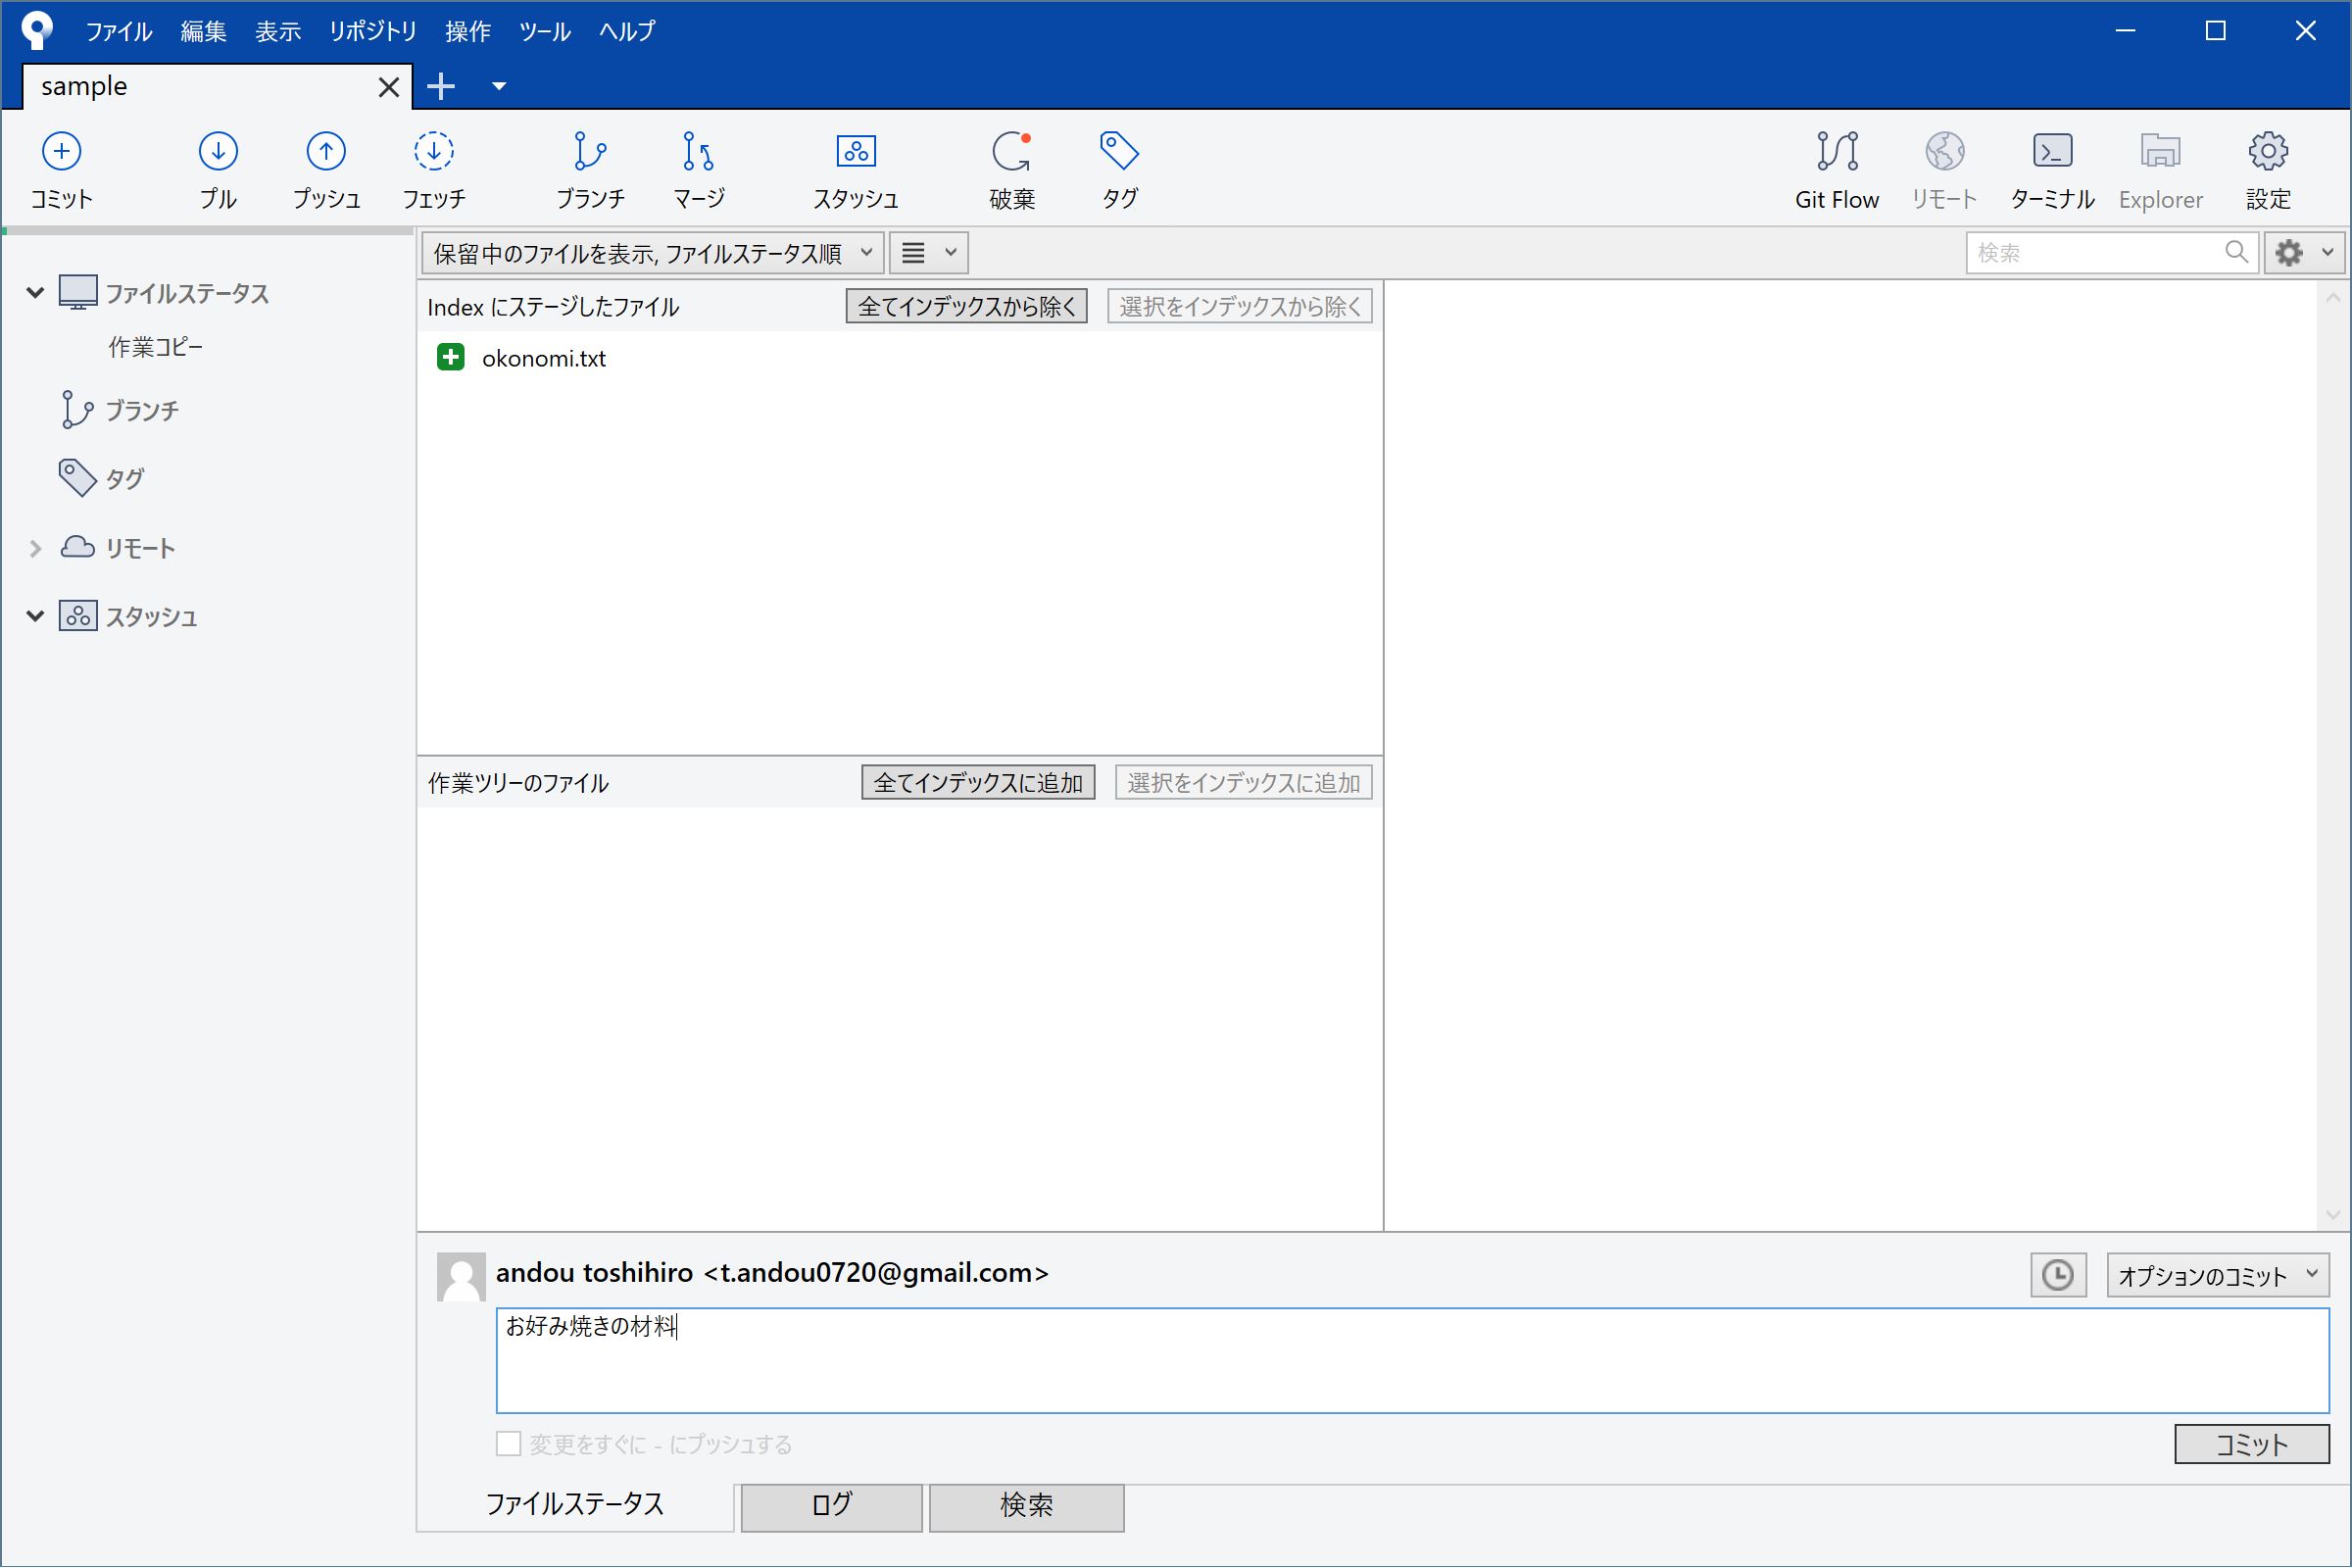 ファイル 編集 表示 リポジトリ 操作 ツール ヘルプ
sample
コミット プル プッシュ フェッチ ブランチ マージ スタッシュ 破棄 タグ Git Flow リモート ターミナル Explorer 設定
保留中のファイルを表示, ファイルステータス順 検索
ファイルステータス
作業コピー
ブランチ
タグ
リモート
スタッシュ
Index にステージしたファイル 全てインデックスから除く 選択をインデックスから除く
okonomi.txt
作業ツリーのファイル 全てインデックスに追加 選択をインデックスに追加
andou toshihiro <t.andou0720@gmail.com> オプションのコミット
お好み焼きの材料
変更をすぐに - にプッシュする コミット
ファイルステータス ログ 検索